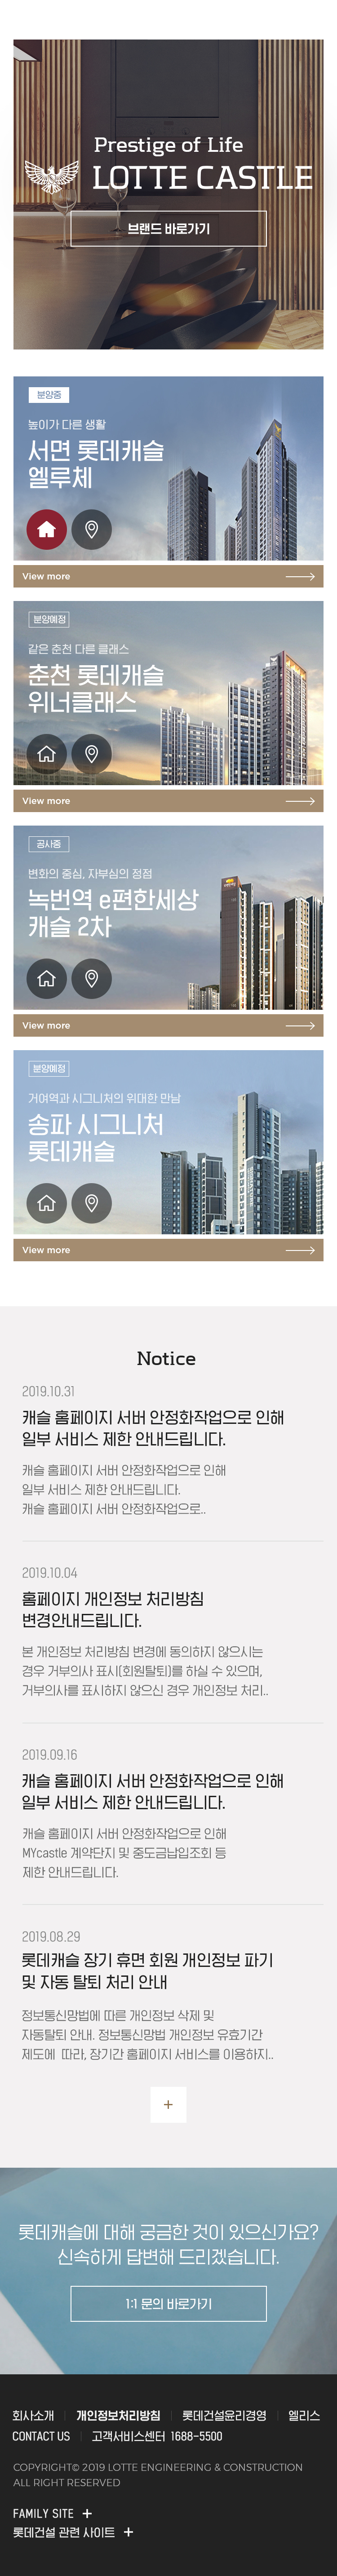 Prestige of Life
LOTTE CASTLE
브랜드 바로가기
분양중
높이가 다른 생활
서면 롯데캐슬
엘루체
View more
분양예정
같은 춘천 다른 클래스
춘천 롯데캐슬
위너클래스
View more
공사중
변화의 중심, 자부심의 정점
녹번역 e편한세상
캐슬 2차
View more
분양예정
거여역과 시그니처의 위대한 만남
송파 시그니처
롯데캐슬
View more
Notice
2019.10.31
캐슬 홈페이지 서버 안정화작업으로 인해
일부 서비스 제한 안내드립니다.
캐슬 홈페이지 서버 안정화작업으로 인해
일부 서비스 제한 안내드립니다.
캐슬 홈페이지 서버 안정화작업으로..
2019.10.04
홈페이지 개인정보 처리방침
변경안내드립니다.
본 개인정보 처리방침 변경에 동의하지 않으시는
경우 거부의사 표시(회원탈퇴)를 하실 수 있으며,
거부의사를 표시하지 않으신 경우 개인정보 처리..
2019.09.16
캐슬 홈페이지 서버 안정화작업으로 인해
일부 서비스 제한 안내드립니다.
캐슬 홈페이지 서버 안정화작업으로 인해
MYcastle 계약단지 및 중도금납입조회 등
제한 안내드립니다.
2019.08.29
롯데캐슬 장기 휴면 회원 개인정보 파기
및 자동 탈퇴 처리 안내
정보통신망법에 따른 개인정보 삭제 및
자동탈퇴 안내. 정보통신망법 개인정보 유효기간
제도에 따라, 장기간 홈페이지 서비스를 이용하지..
+
롯데캐슬에 대해 궁금한 것이 있으신가요?
신속하게 답변해 드리겠습니다.
1:1 문의 바로가기
회사소개 | 개인정보처리방침 | 롯데건설윤리경영 | 엘리스
CONTACT US | 고객서비스센터 1688-5500
COPYRIGHT© 2019 LOTTE ENGINEERING & CONSTRUCTION
ALL RIGHT RESERVED
FAMILY SITE +
롯데건설 관련 사이트 +